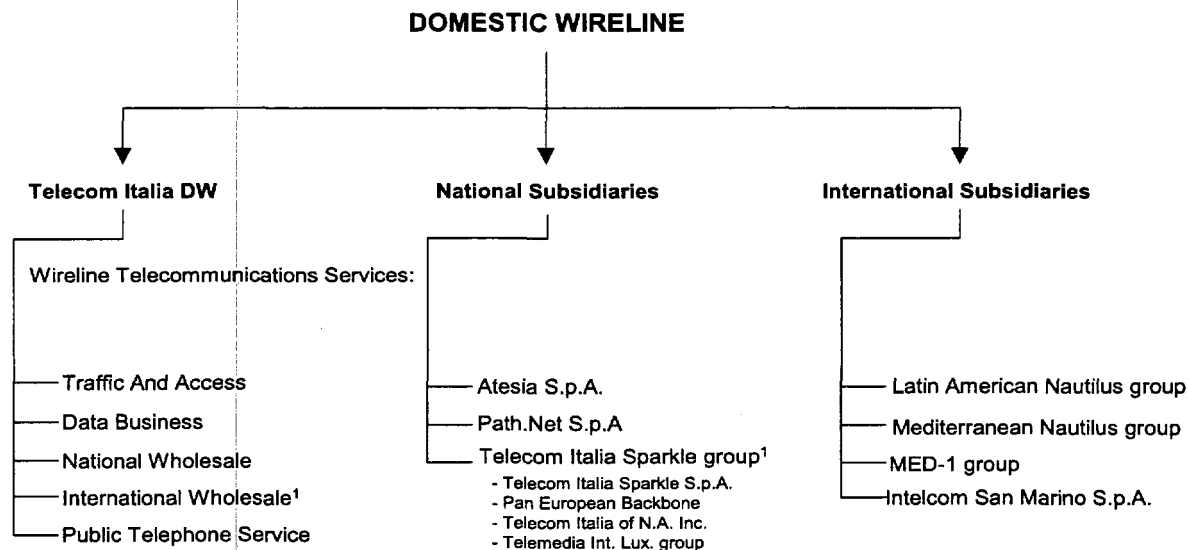 DOMESTIC WIRELINE
Telecom Italia DW
Wireline Telecommunications Services:
Traffic And Access
Data Business
National Wholesale
International Wholesale¹
Public Telephone Service
National Subsidiaries
Atesia S.p.A.
Path.Net S.p.A
Telecom Italia Sparkle group¹
- Telecom Italia Sparkle S.p.A.
- Pan European Backbone
- Telecom Italia of N.A. Inc.
- Telemedia Int. Lux. group
International Subsidiaries
Latin American Nautilus group
Mediterranean Nautilus group
MED-1 group
Intelcom San Marino S.p.A.